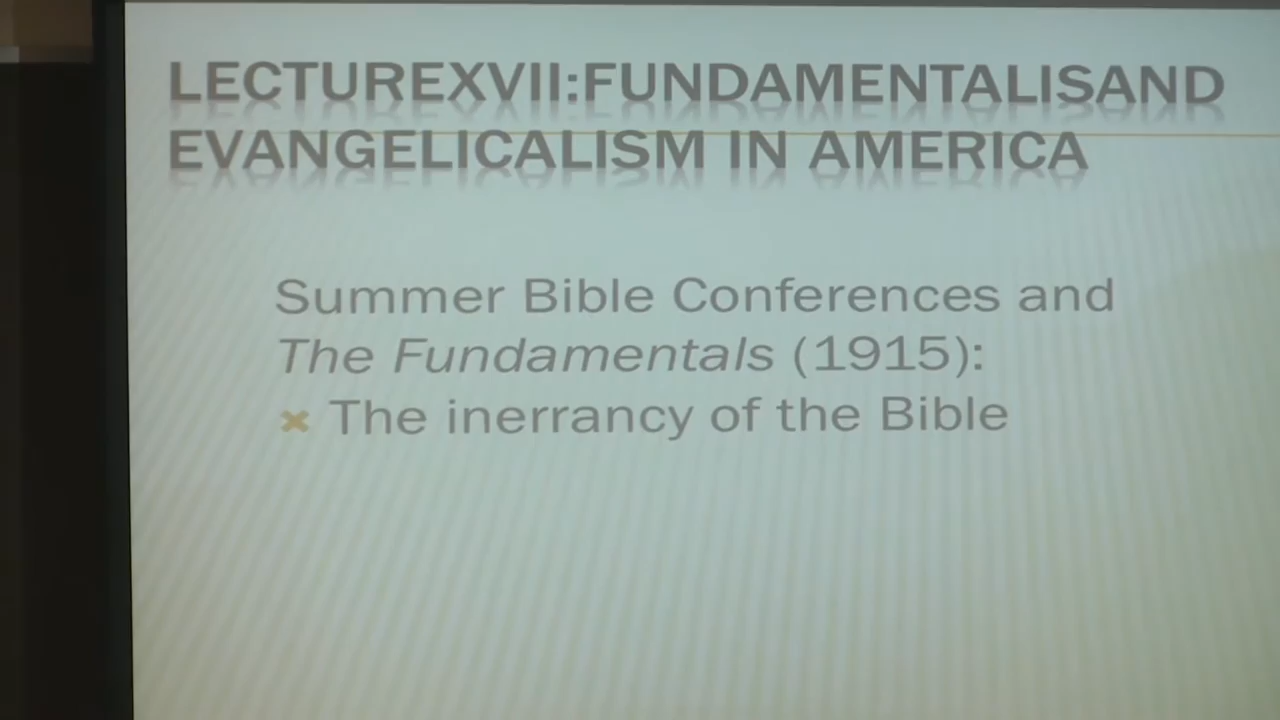 LECTUREXVII:FUNDAMENTALISAND
EVANGELICALISM IN AMERICA
Summer Bible Conferences and
The Fundamentals (1915):
The inerrancy of the Bible